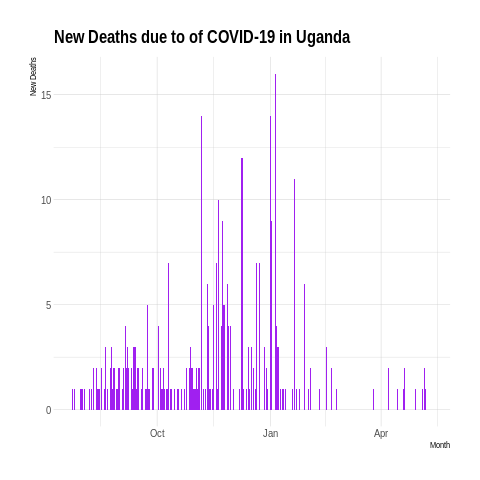 New Deaths due to of COVID-19 in Uganda
New Deaths
15
10
5
0
Oct
Jan
Apr
Month